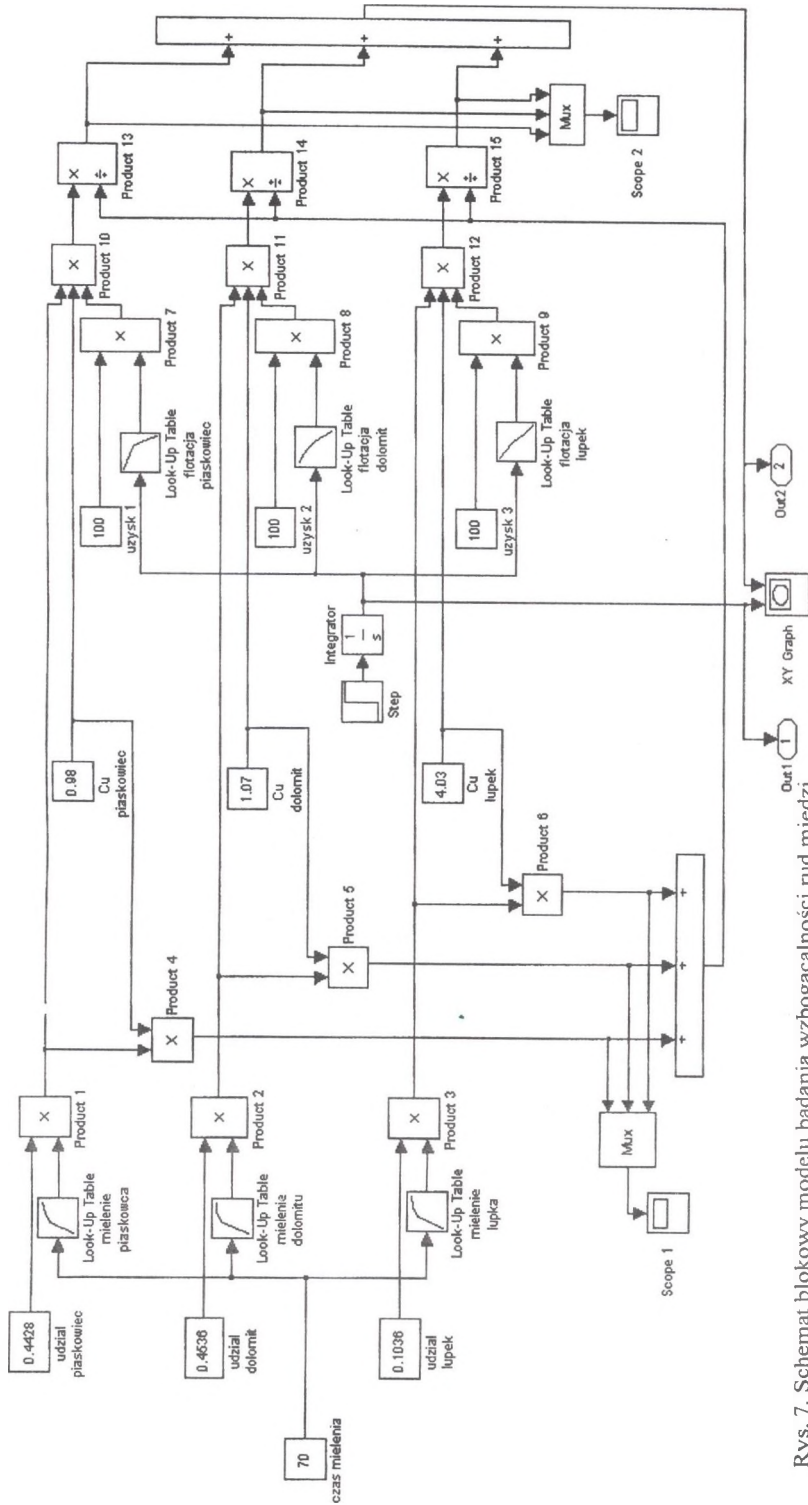 0.4428
udzial
piaskowiec
Look-Up Table
mielenie
piaskowca
×
Product 1
×
Product 4
0.98
Cu
piaskowiec
100
uzysk 1
Look-Up Table
flotacja
piaskowiec
×
Product 7
×
Product 10
×
÷
Product 13
0.4536
udzial
dolomit
Look-Up Table
mielenia
dolomitu
×
Product 2
×
Product 5
1.07
Cu
dolomit
100
uzysk 2
Look-Up Table
flotacja
dolomit
×
Product 8
×
Product 11
×
÷
Product 14
70
czas mielenia
Step
Integrator
1
s
0.1036
udzial
lupek
Look-Up Table
mielenie
lupka
×
Product 3
×
Product 6
4.03
Cu
lupek
100
uzysk 3
Look-Up Table
flotacja
lupek
×
Product 9
×
Product 12
×
÷
Product 15
+
+
+
Mux
Scope 2
Mux
Scope 1
+
+
+
1
Out1
XY Graph
2
Out2
Rys. 7. Schemat blokowy modelu badania wzbogacalności rud miedzi